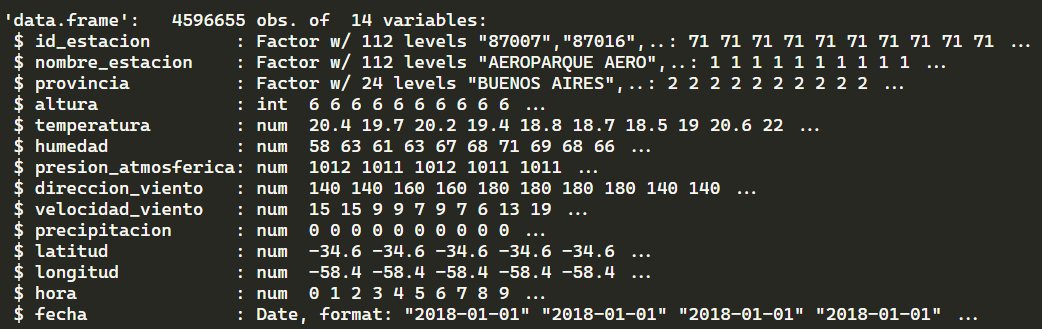 'data.frame':   4596655 obs. of  14 variables:
 $ id_estacion         : Factor w/ 112 levels "87007","87016",..: 71 71 71 71 71 71 71 71 71 71 ...
 $ nombre_estacion     : Factor w/ 112 levels "AEROPARQUE AERO",..: 1 1 1 1 1 1 1 1 1 1 ...
 $ provincia           : Factor w/ 24 levels "BUENOS AIRES",..: 2 2 2 2 2 2 2 2 2 2 ...
 $ altura              : int  6 6 6 6 6 6 6 6 6 6 ...
 $ temperatura         : num  20.4 19.7 20.2 19.4 18.8 18.7 18.5 19 20.6 22 ...
 $ humedad             : num  58 63 61 63 67 68 71 69 68 66 ...
 $ presion_atmosferica: num  1012 1011 1012 1011 1011 ...
 $ direccion_viento    : num  140 140 160 160 180 180 180 180 140 140 ...
 $ velocidad_viento    : num  15 15 9 9 7 9 7 6 13 19 ...
 $ precipitacion       : num  0 0 0 0 0 0 0 0 0 0 ...
 $ latitud             : num  -34.6 -34.6 -34.6 -34.6 -34.6 ...
 $ longitud            : num  -58.4 -58.4 -58.4 -58.4 -58.4 ...
 $ hora                : num  0 1 2 3 4 5 6 7 8 9 ...
 $ fecha               : Date, format: "2018-01-01" "2018-01-01" "2018-01-01" "2018-01-01" ...